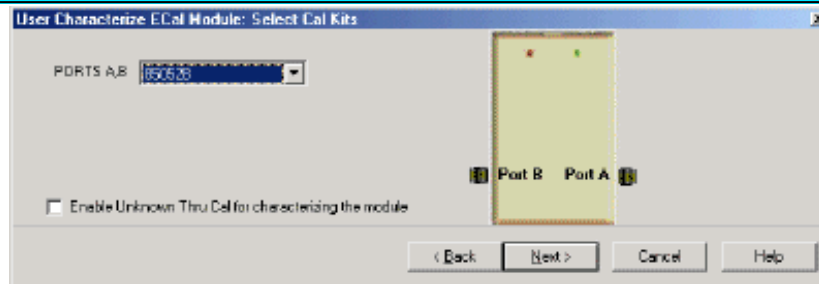 User Characterize ECal Module: Select Cal Kits
PORTS A,B 85052B
Port B Port A
Enable Unknown Thru Cal for characterizing the module
< Back Next > Cancel Help